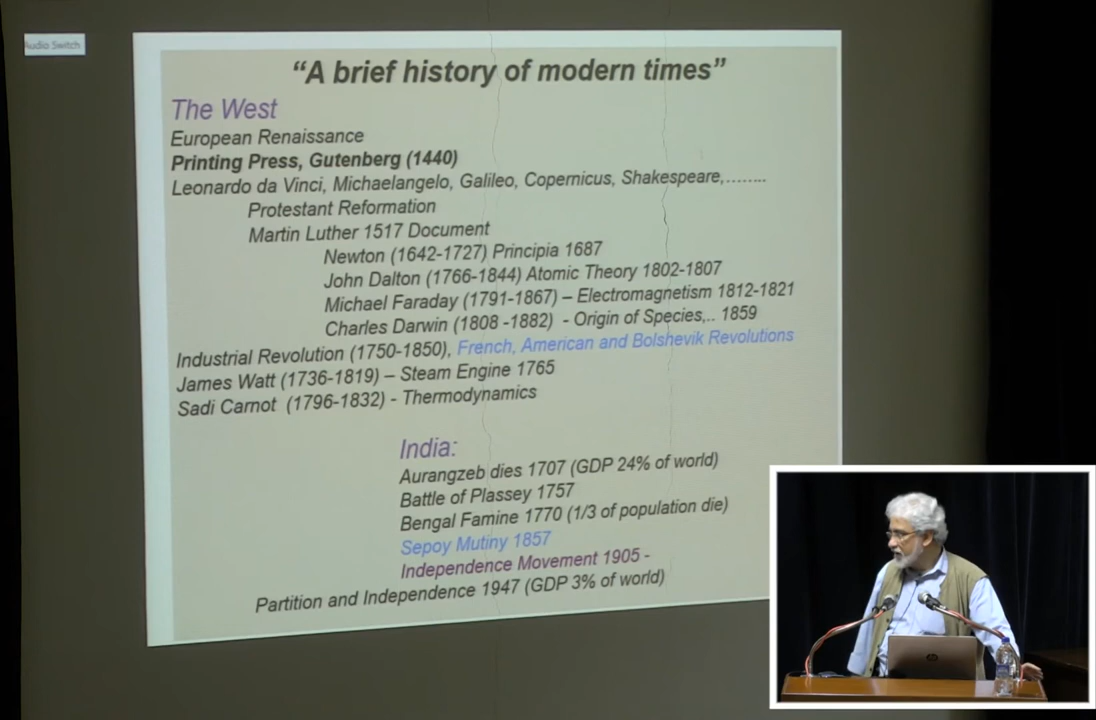 Audio Switch
“A brief history of modern times”
The West
European Renaissance
Printing Press, Gutenberg (1440)
Leonardo da Vinci, Michaelangelo, Galileo, Copernicus, Shakespeare,........
Protestant Reformation
Martin Luther 1517 Document
Newton (1642-1727) Principia 1687
John Dalton (1766-1844) Atomic Theory 1802-1807
Michael Faraday (1791-1867) – Electromagnetism 1812-1821
Charles Darwin (1808 -1882) - Origin of Species,.. 1859
Industrial Revolution (1750-1850), French, American and Bolshevik Revolutions
James Watt (1736-1819) – Steam Engine 1765
Sadi Carnot (1796-1832) - Thermodynamics
India:
Aurangzeb dies 1707 (GDP 24% of world)
Battle of Plassey 1757
Bengal Famine 1770 (1/3 of population die)
Sepoy Mutiny 1857
Independence Movement 1905 -
Partition and Independence 1947 (GDP 3% of world)
hp